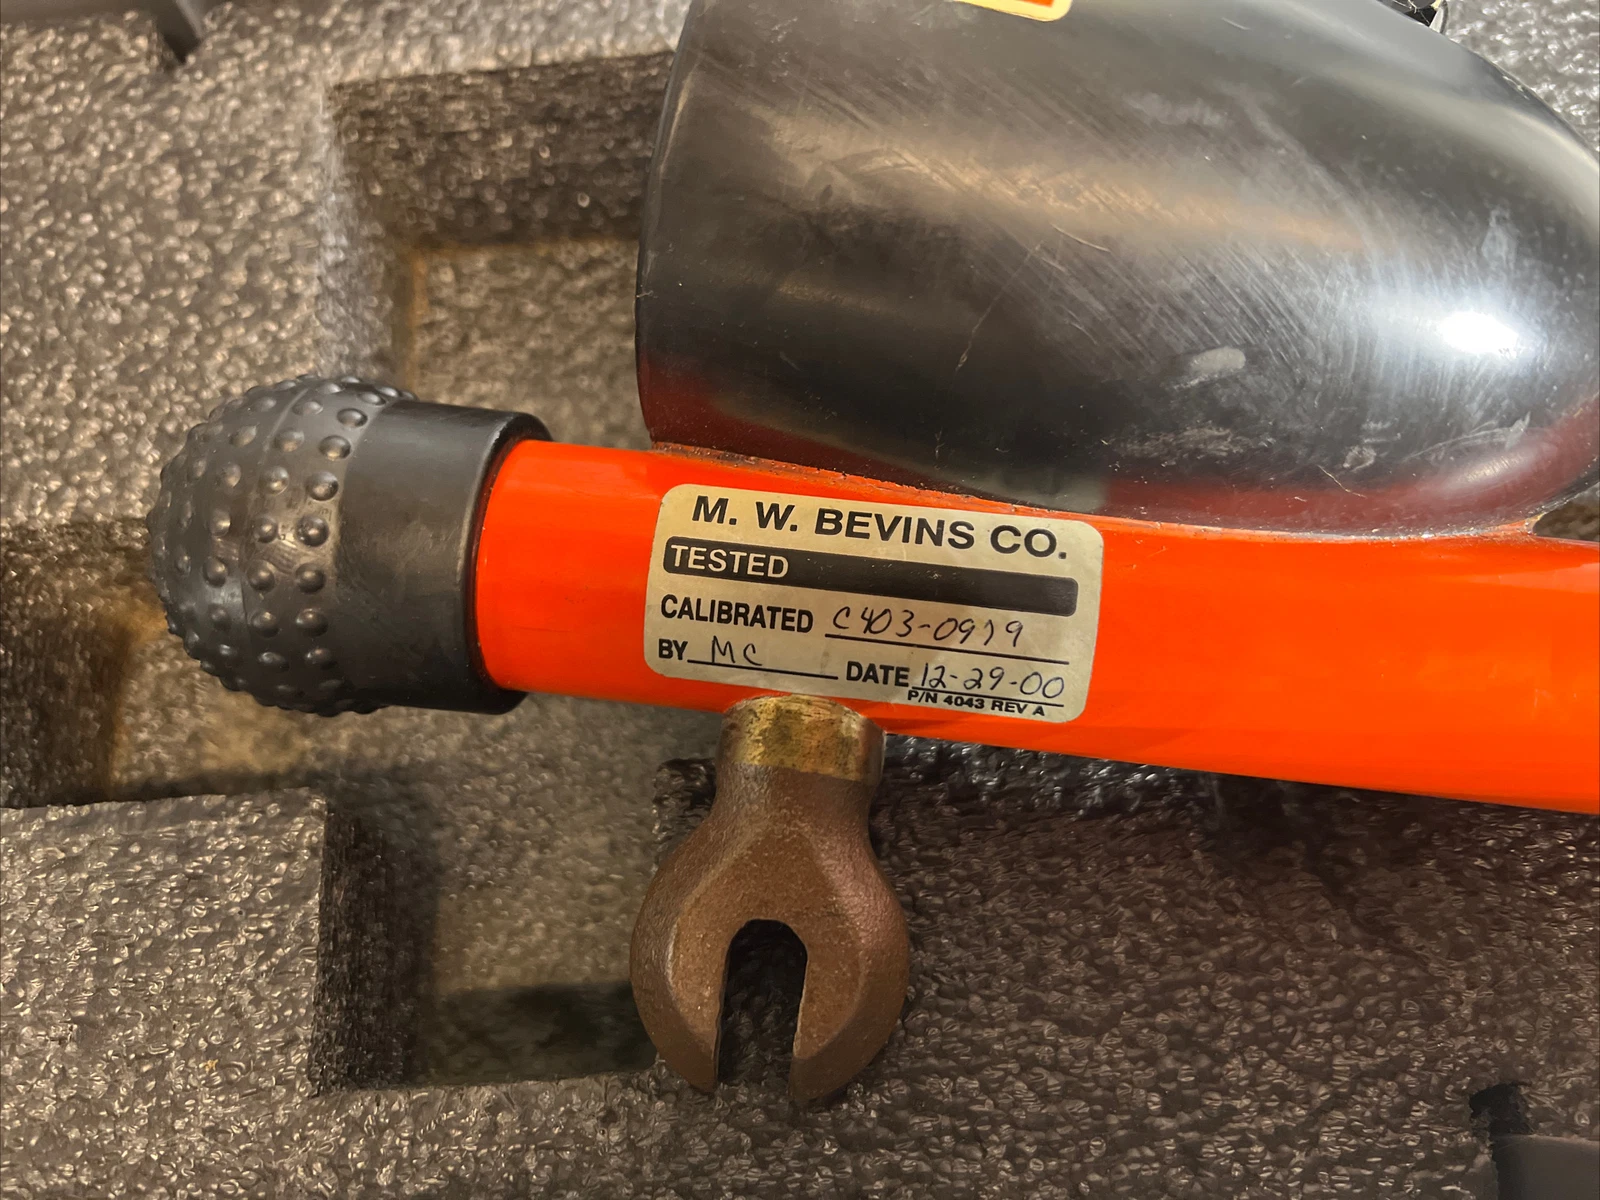 M. W. BEVINS CO.
TESTED
CALIBRATED C403-0979
BY MC DATE 12-29-00
P/N 4043 REV A